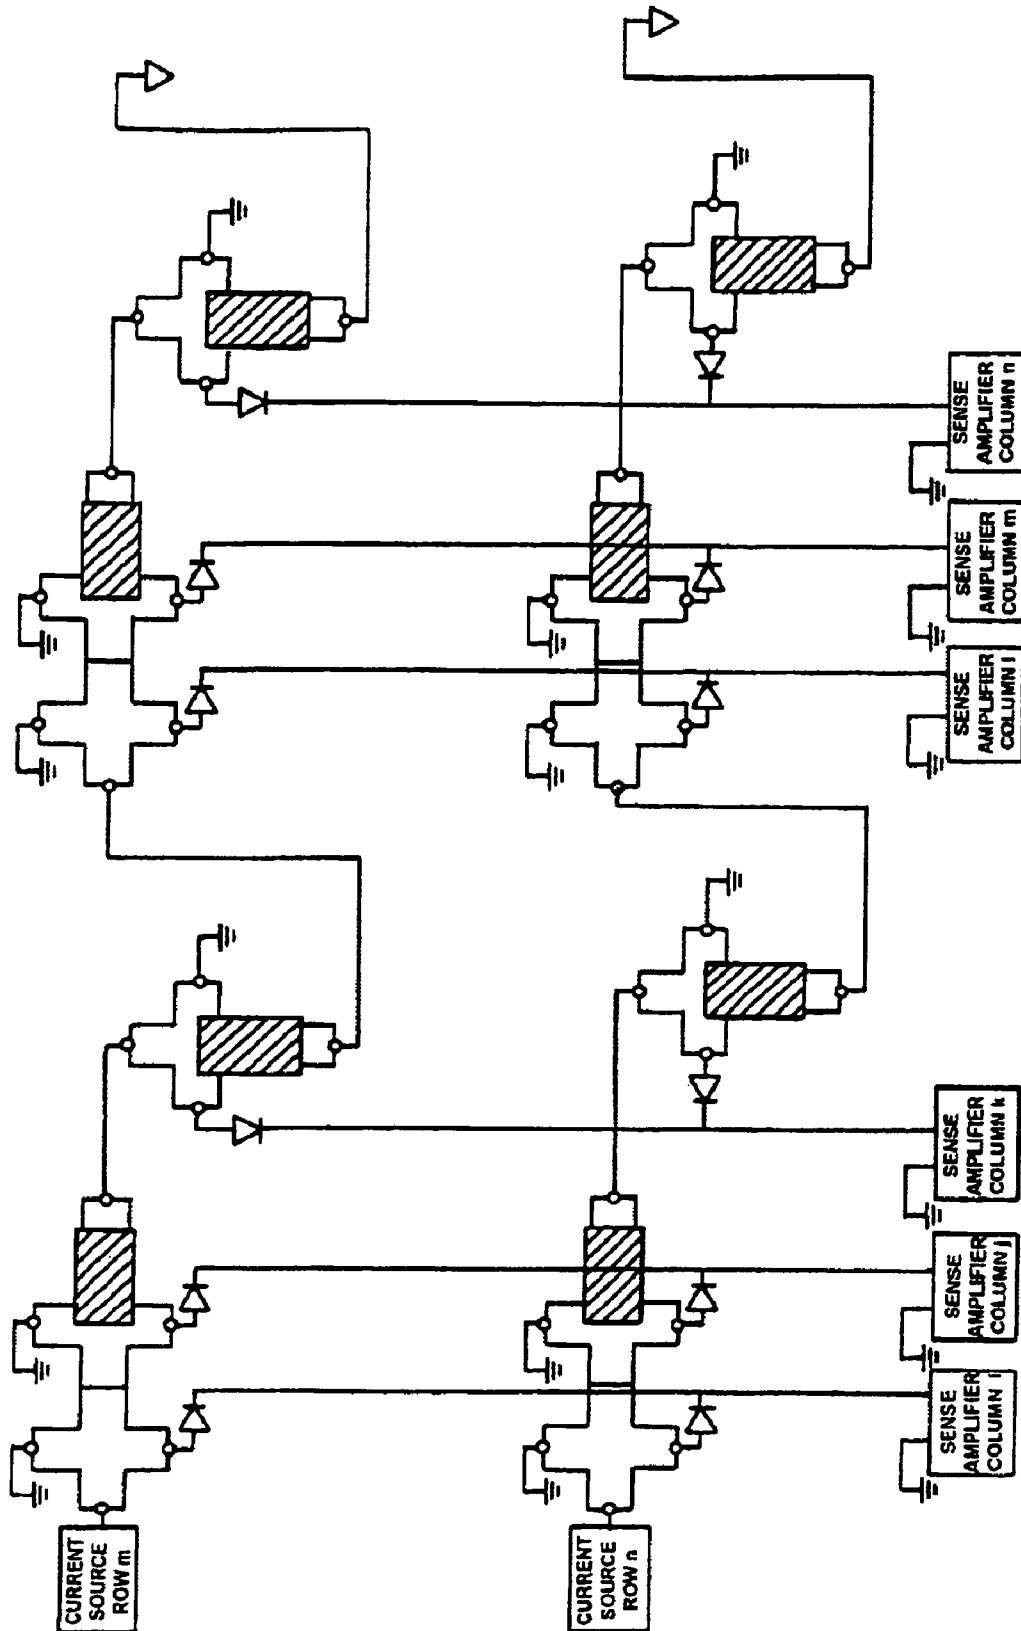 SENSE
AMPLIFIER
COLUMN n
SENSE
AMPLIFIER
COLUMN m
SENSE
AMPLIFIER
COLUMN l
SENSE
AMPLIFIER
COLUMN k
SENSE
AMPLIFIER
COLUMN j
SENSE
AMPLIFIER
COLUMN i
CURRENT
SOURCE
ROW m
CURRENT
SOURCE
ROW n